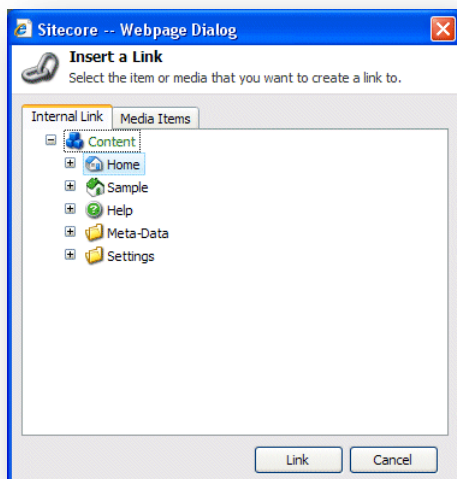 Sitecore -- Webpage Dialog
Insert a Link
Select the item or media that you want to create a link to.
Internal Link
Media Items
Content
Home
Sample
Help
Meta-Data
Settings
Link
Cancel